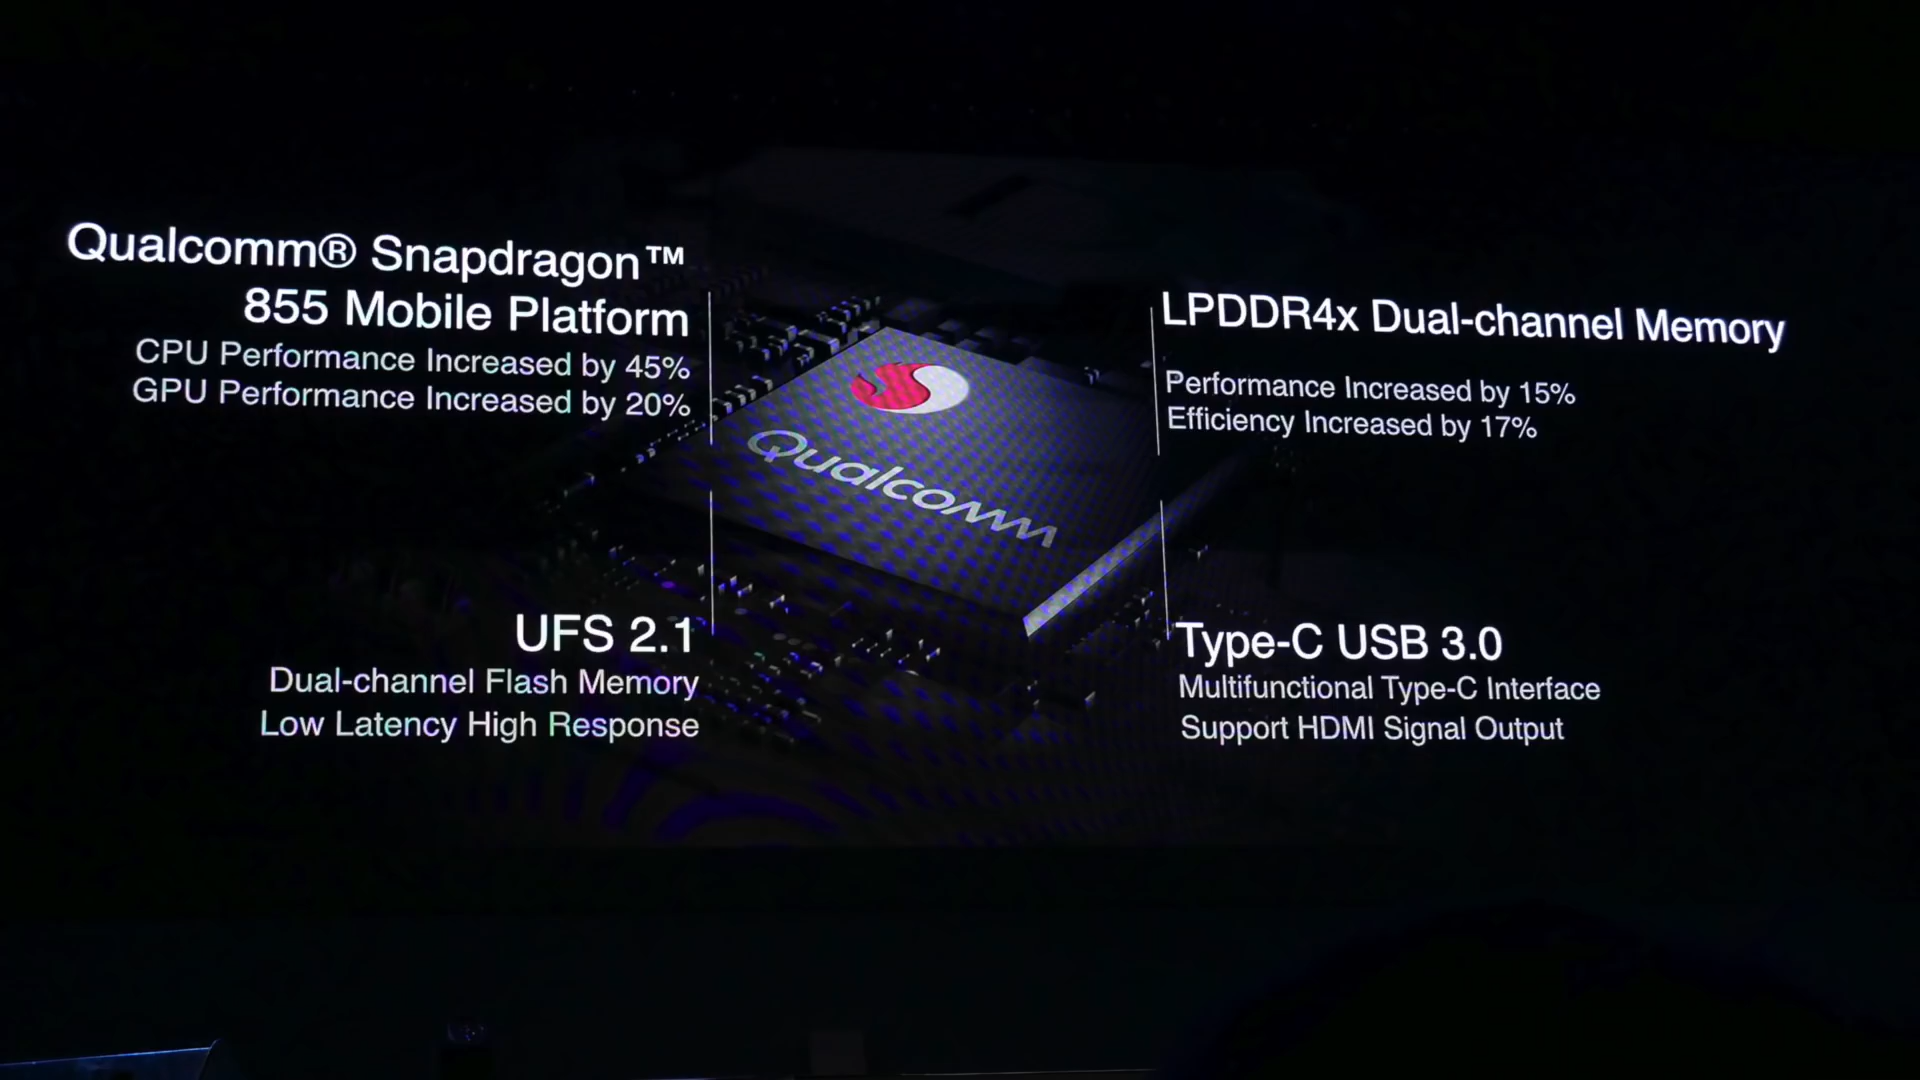 Qualcomm® Snapdragon™
855 Mobile Platform
CPU Performance Increased by 45%
GPU Performance Increased by 20%
LPDDR4x Dual-channel Memory
Performance Increased by 15%
Efficiency Increased by 17%
Qualcomm
UFS 2.1
Dual-channel Flash Memory
Low Latency High Response
Type-C USB 3.0
Multifunctional Type-C Interface
Support HDMI Signal Output